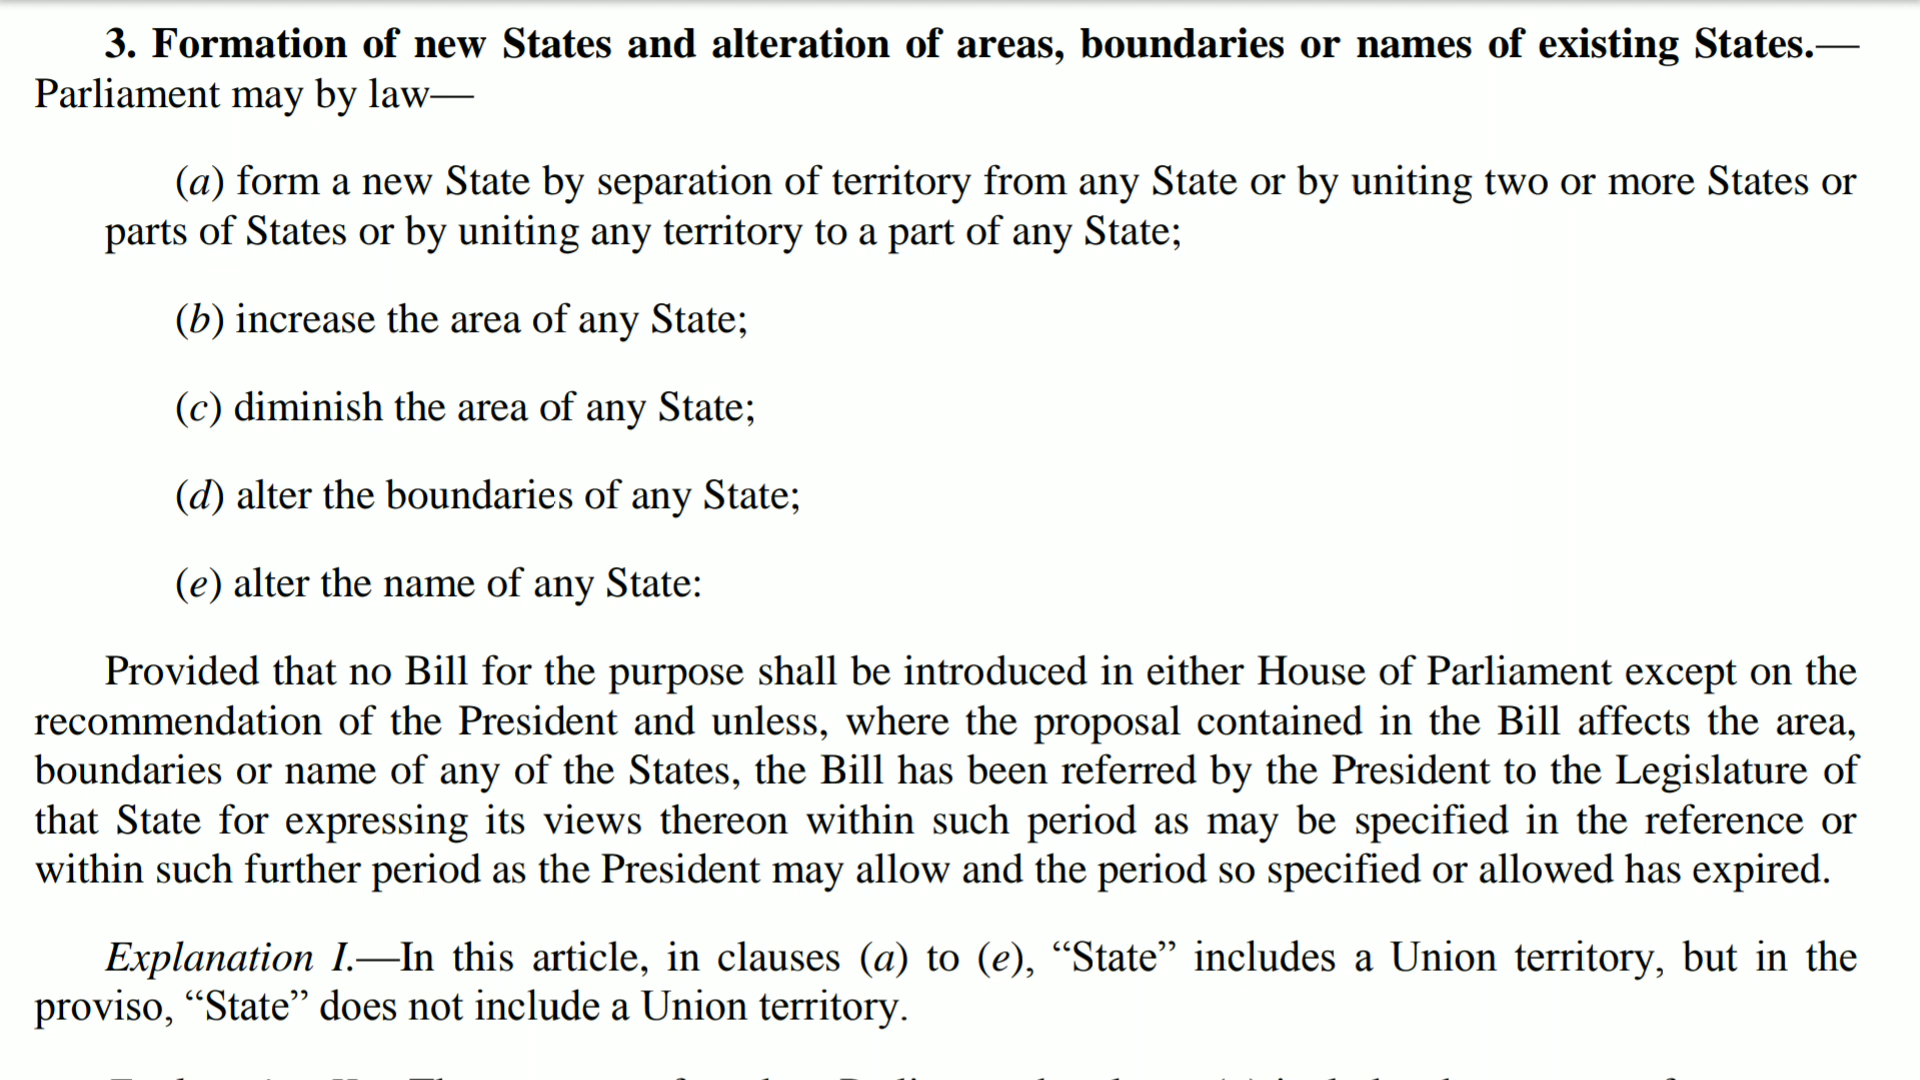 3. Formation of new States and alteration of areas, boundaries or names of existing States.—
Parliament may by law—
(a) form a new State by separation of territory from any State or by uniting two or more States or
parts of States or by uniting any territory to a part of any State;
(b) increase the area of any State;
(c) diminish the area of any State;
(d) alter the boundaries of any State;
(e) alter the name of any State:
Provided that no Bill for the purpose shall be introduced in either House of Parliament except on the
recommendation of the President and unless, where the proposal contained in the Bill affects the area,
boundaries or name of any of the States, the Bill has been referred by the President to the Legislature of
that State for expressing its views thereon within such period as may be specified in the reference or
within such further period as the President may allow and the period so specified or allowed has expired.
Explanation I.—In this article, in clauses (a) to (e), “State” includes a Union territory, but in the
proviso, “State” does not include a Union territory.